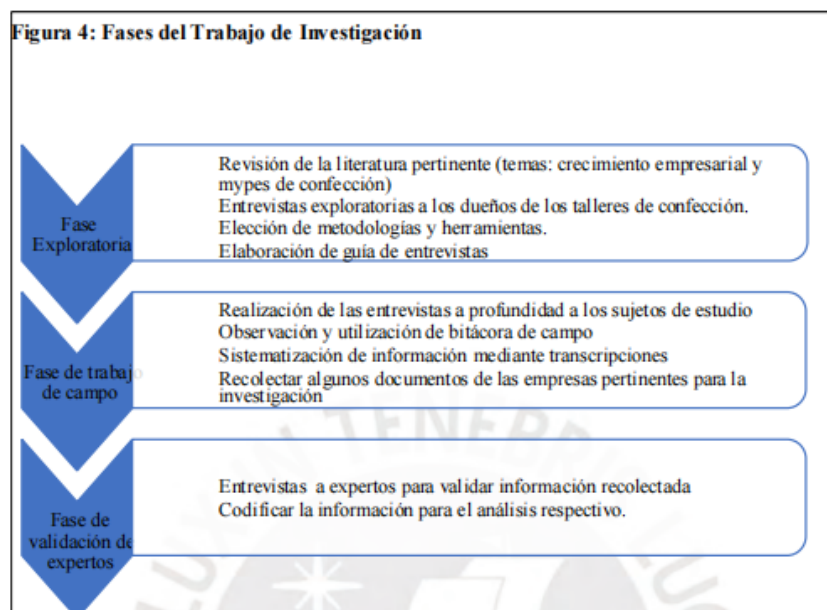 Figura 4: Fases del Trabajo de Investigación
Fase
Exploratoria
Revisión de la literatura pertinente (temas: crecimiento empresarial y
mypes de confección)
Entrevistas exploratorias a los dueños de los talleres de confección.
Elección de metodologías y herramientas.
Elaboración de guía de entrevistas
Fase de trabajo
de campo
Realización de las entrevistas a profundidad a los sujetos de estudio
Observación y utilización de bitácora de campo
Sistematización de información mediante transcripciones
Recolectar algunos documentos de las empresas pertinentes para la
investigación
Fase de
validación de
expertos
Entrevistas a expertos para validar información recolectada
Codificar la información para el análisis respectivo.
LUX IN TENEBRIS LUC